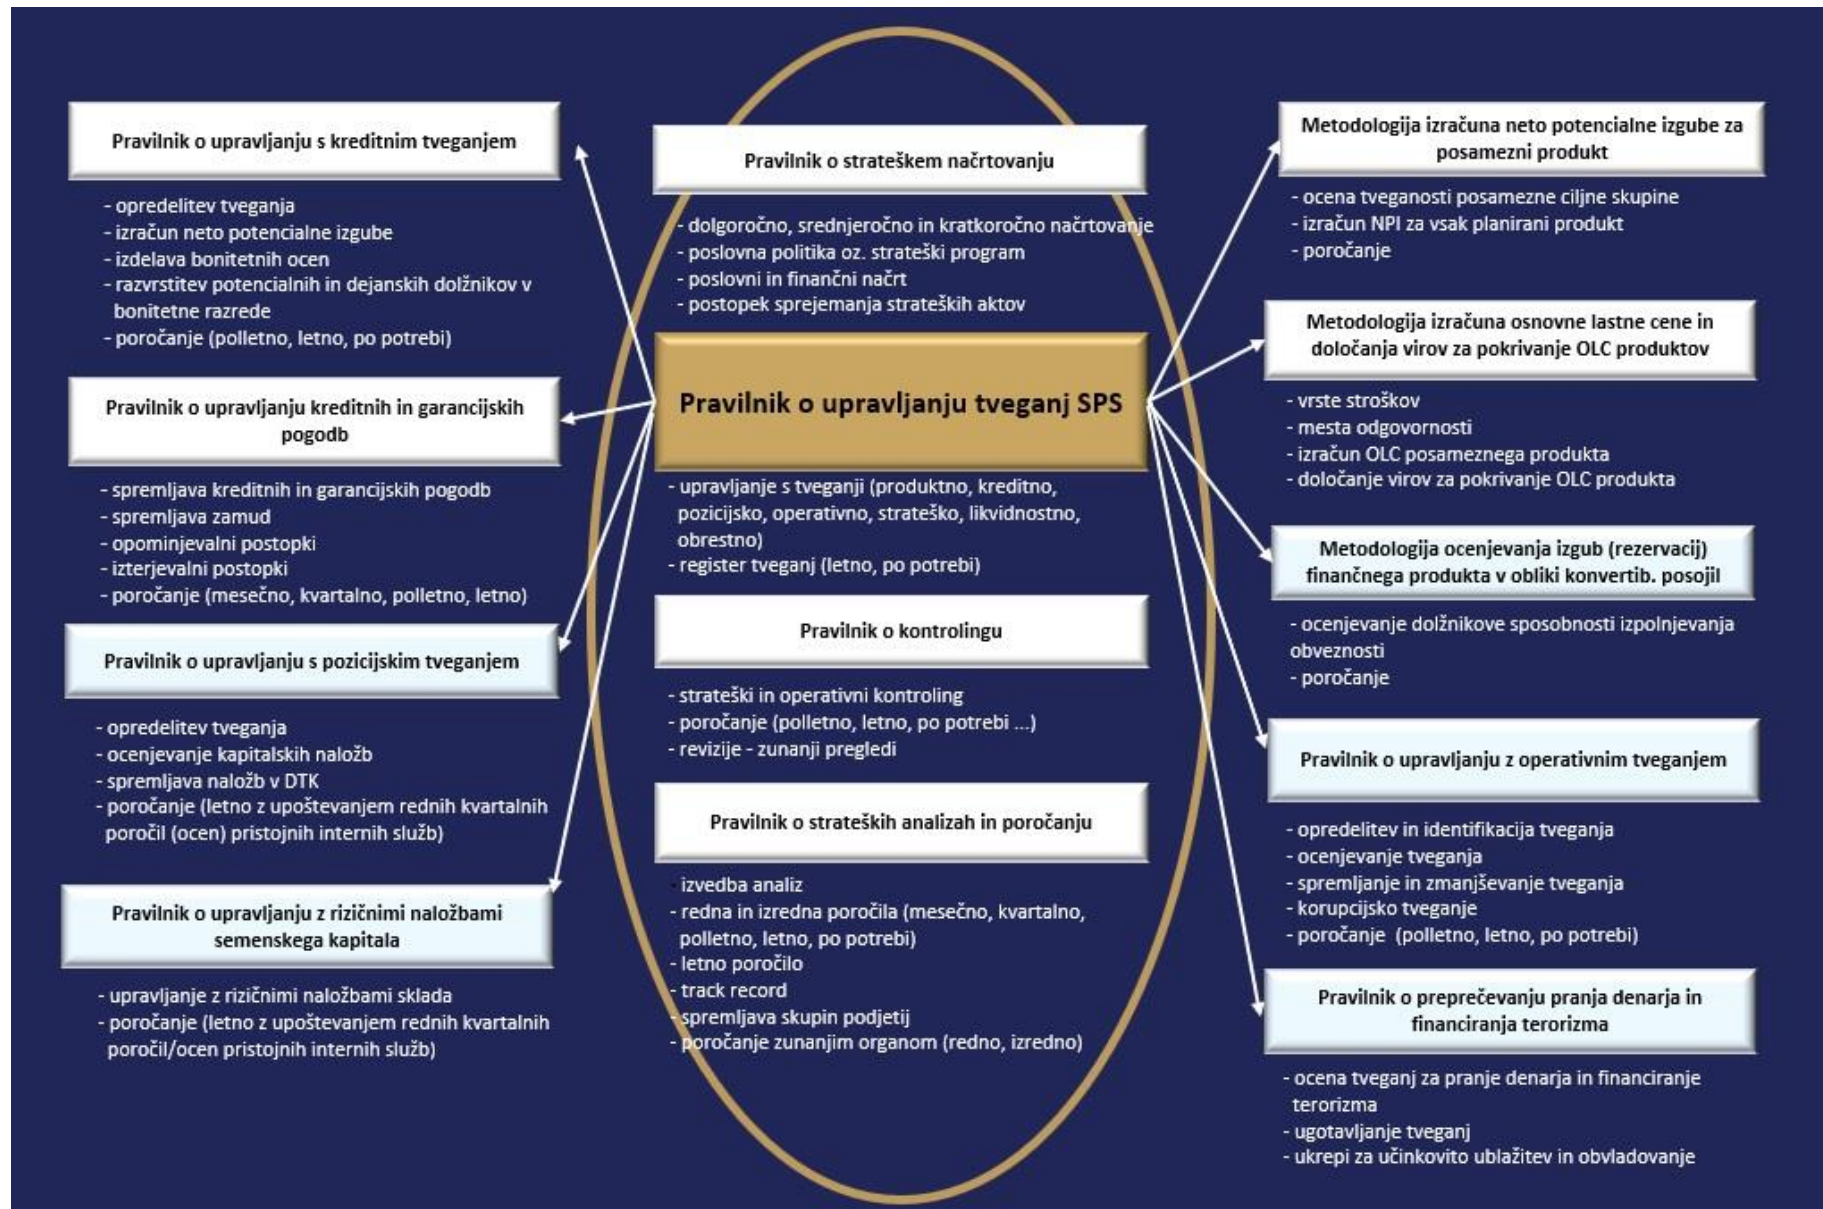 Pravilnik o upravljanju s kreditnim tveganjem
- opredelitev tveganja
- izračun neto potencialne izgube
- izdelava bonitetnih ocen
- razvrstitev potencialnih in dejanskih dolžnikov v
bonitetne razrede
- poročanje (polletno, letno, po potrebi)
Pravilnik o upravljanju kreditnih in garancijskih
pogodb
- spremljava kreditnih in garancijskih pogodb
- spremljava zamud
- opominjevalni postopki
- izterjevalni postopki
- poročanje (mesečno, kvartalno, polletno, letno)
Pravilnik o upravljanju s pozicijskim tveganjem
- opredelitev tveganja
- ocenjevanje kapitalskih naložb
- spremljava naložb v DTK
- poročanje (letno z upoštevanjem rednih kvartalnih
poročil (ocen) pristojnih internih služb)
Pravilnik o upravljanju z rizičnimi naložbami
semenskega kapitala
- upravljanje z rizičnimi naložbami sklada
- poročanje (letno z upoštevanjem rednih kvartalnih
poročil/ocen pristojnih internih služb)
Pravilnik o strateškem načrtovanju
- dolgoročno, srednjeročno in kratkoročno načrtovanje
- poslovna politika oz. strateški program
- poslovni in finančni načrt
- postopek sprejemanja strateških aktov
Pravilnik o upravljanju tveganj SPS
- upravljanje s tveganji (produktno, kreditno,
pozicijsko, operativno, strateško, likvidnostno,
obrestno)
- register tveganj (letno, po potrebi)
Pravilnik o kontrolingu
- strateški in operativni kontroling
- poročanje (polletno, letno, po potrebi ...)
- revizije - zunanji pregledi
Pravilnik o strateških analizah in poročanju
- izvedba analiz
- redna in izredna poročila (mesečno, kvartalno,
polletno, letno, po potrebi)
- letno poročilo
- track record
- spremljava skupin podjetij
- poročanje zunanjim organom (redno, izredno)
Metodologija izračuna neto potencialne izgube za
posamezni produkt
- ocena tveganosti posamezne ciljne skupine
- izračun NPI za vsak planirani produkt
- poročanje
Metodologija izračuna osnovne lastne cene in
določanja virov za pokrivanje OLC produktov
- vrste stroškov
- mesta odgovornosti
- izračun OLC posameznega produkta
- določanje virov za pokrivanje OLC produkta
Metodologija ocenjevanja izgub (rezervacij)
finančnega produkta v obliki konvertib. posojil
- ocenjevanje dolžnikove sposobnosti izpolnjevanja
obveznosti
- poročanje
Pravilnik o upravljanju z operativnim tveganjem
- opredelitev in identifikacija tveganja
- ocenjevanje tveganja
- spremljanje in zmanjševanje tveganja
- korupcijsko tveganje
- poročanje (polletno, letno, po potrebi)
Pravilnik o preprečevanju pranja denarja in
financiranja terorizma
- ocena tveganj za pranje denarja in financiranje
terorizma
- ugotavljanje tveganj
- ukrepi za učinkovito ublažitev in obvladovanje